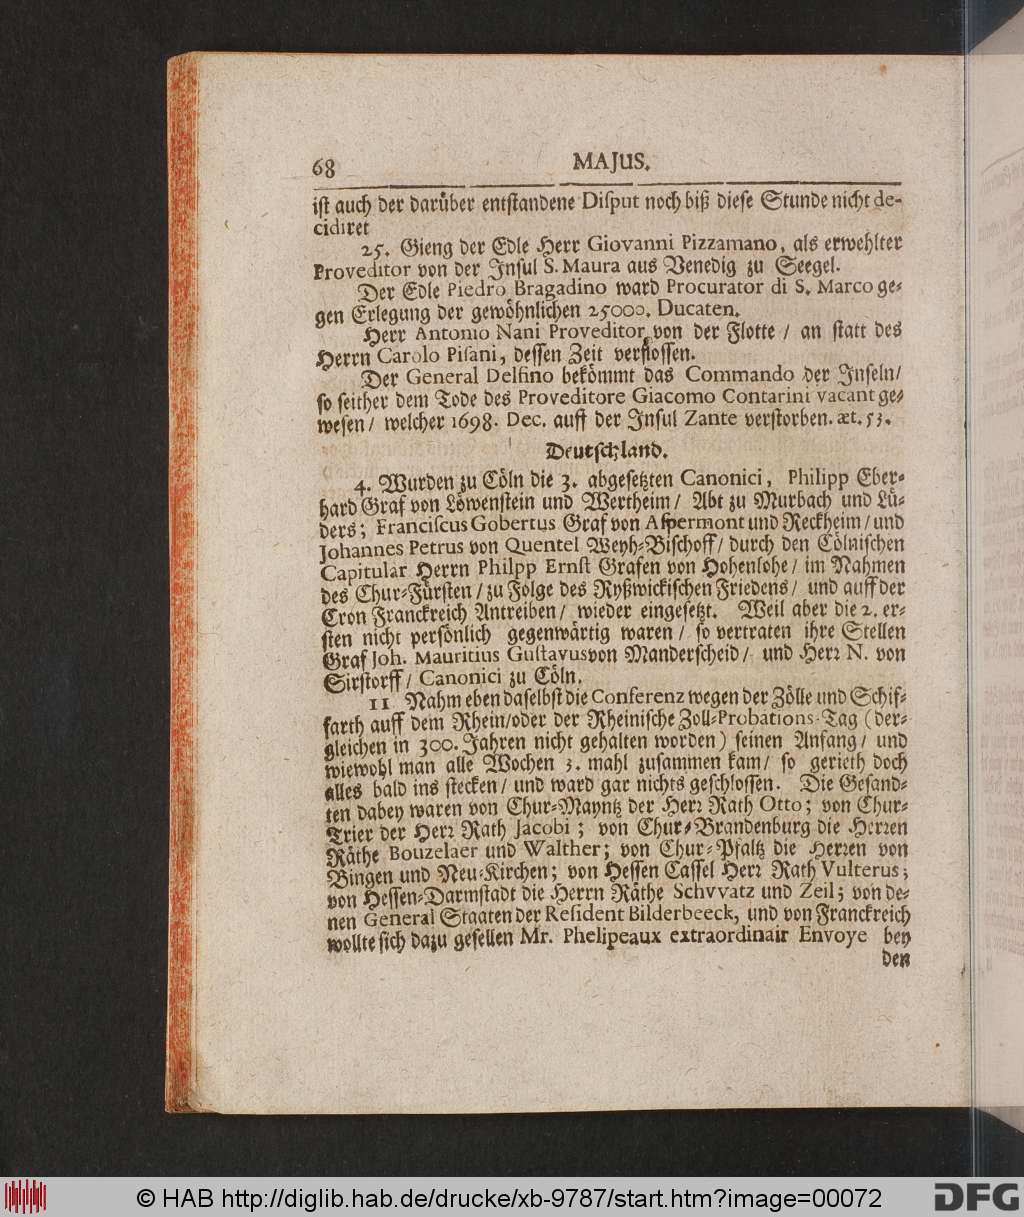 68 MAJUS.
ist auch der darüber entstandene Disput noch biß diese Stunde nicht de-
cidiret
25. Gieng der Edle Herr Giovanni Pizzamano, als erwehlter
Proveditor von der Insul S. Maura aus Venedig zu Seegel.
Der Edle Piedro Bragadino ward Procurator di S. Marco ge-
gen Erlegung der gewöhnlichen 25000. Ducaten.
Herr Antonio Nani Proveditor von der Flotte / an statt des
Herrn Carolo Pisani, dessen Zeit verflossen.
Der General Delfino bekömmt das Commando der Inseln/
so seither dem Tode des Proveditore Giacomo Contarini vacant ge-
wesen / welcher 1698. Dec. auff der Insul Zante verstorben. æt. 53.
Deutschland.
4. Wurden zu Cöln die 3. abgesetzten Canonici, Philipp Eber-
hard Graf von Löwenstein und Wertheim / Abt zu Murbach und Lü-
ders; Franciscus Gobertus Graf von Aspermont und Reckheim / und
Johannes Petrus von Quentel Weyh-Bischoff / durch den Cölnischen
Capitular Herrn Philpp Ernst Grafen von Hohenlohe / im Nahmen
des Chur-Fürsten / zu Folge des Ryßwickischen Friedens / und auff der
Cron Franckreich Antreiben / wieder eingesetzt. Weil aber die 2. er-
sten nicht persönlich gegenwärtig waren / so vertraten ihre Stellen
Graf Joh. Mauritius Gustavus von Manderscheid / und Herr N. von
Sirstorff / Canonici zu Cöln.
11 Nahm eben daselbst die Conferenz wegen der Zölle und Schif-
farth auff dem Rhein/oder der Rheinische Zoll-Probations-Tag (der-
gleichen in 300. Jahren nicht gehalten worden) seinen Anfang / und
wiewohl man alle Wochen 3. mahl zusammen kam / so gerieth doch
alles bald ins stecken / und ward gar nichts geschlossen. Die Gesand-
ten dabey waren von Chur-Mayntz der Herr Rath Otto; von Chur-
Trier der Herr Rath Jacobi; von Chur-Brandenburg die Herren
Räthe Bouzelaer und Walther; von Chur-Pfaltz die Herren von
Bingen und Neu-Kirchen; von Hessen Cassel Herr Rath Vulterus;
von Hessen-Darmstadt die Herrn Räthe Schvvatz und Zeil; von de-
nen General Staaten der Resident Bilderbeeck, und von Franckreich
wollte sich dazu gesellen Mr. Phelipeaux extraordinair Envoye bey
den
© HAB http://diglib.hab.de/drucke/xb-9787/start.htm?image=00072
DFG